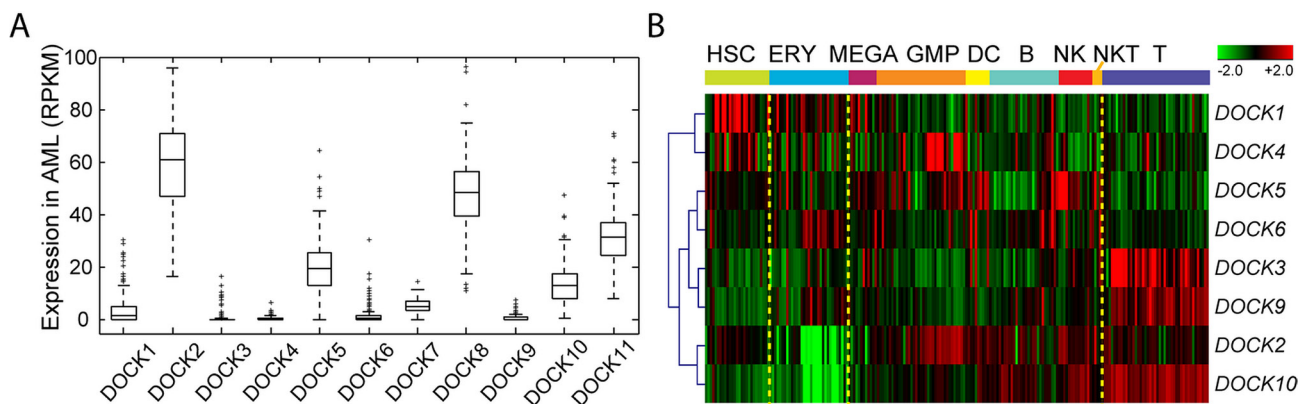 A
Expression in AML (RPKM)
100
80
60
40
20
0
DOCK1
DOCK2
DOCK3
DOCK4
DOCK5
DOCK6
DOCK7
DOCK8
DOCK9
DOCK10
DOCK11
B
HSC ERY MEGA GMP DC B NK NKT T
-2.0 +2.0
DOCK1
DOCK4
DOCK5
DOCK6
DOCK3
DOCK9
DOCK2
DOCK10